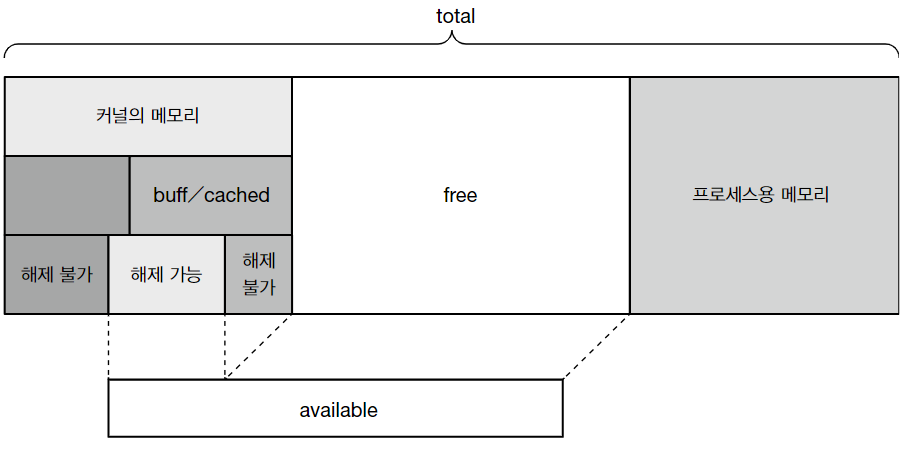 total
커널의 메모리
buff／cached
free
프로세스용 메모리
해제 불가
해제 가능
해제
불가
available